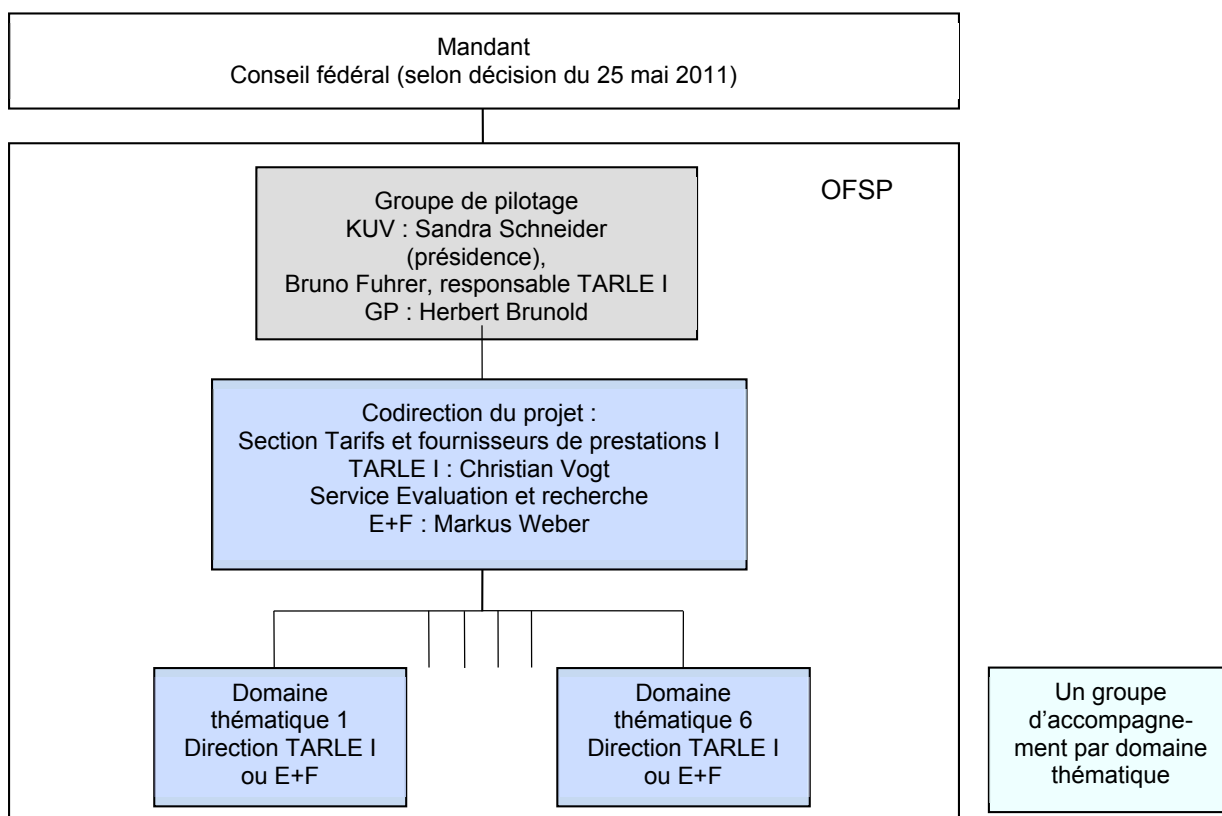 Mandant
Conseil fédéral (selon décision du 25 mai 2011)
OFSP
Groupe de pilotage
KUV : Sandra Schneider
(présidence),
Bruno Fuhrer, responsable TARLE I
GP : Herbert Brunold
Codirection du projet :
Section Tarifs et fournisseurs de prestations I
TARLE I : Christian Vogt
Service Evaluation et recherche
E+F : Markus Weber
Domaine
thématique 1
Direction TARLE I
ou E+F
Domaine
thématique 6
Direction TARLE I
ou E+F
Un groupe
d’accompagne-
ment par domaine
thématique